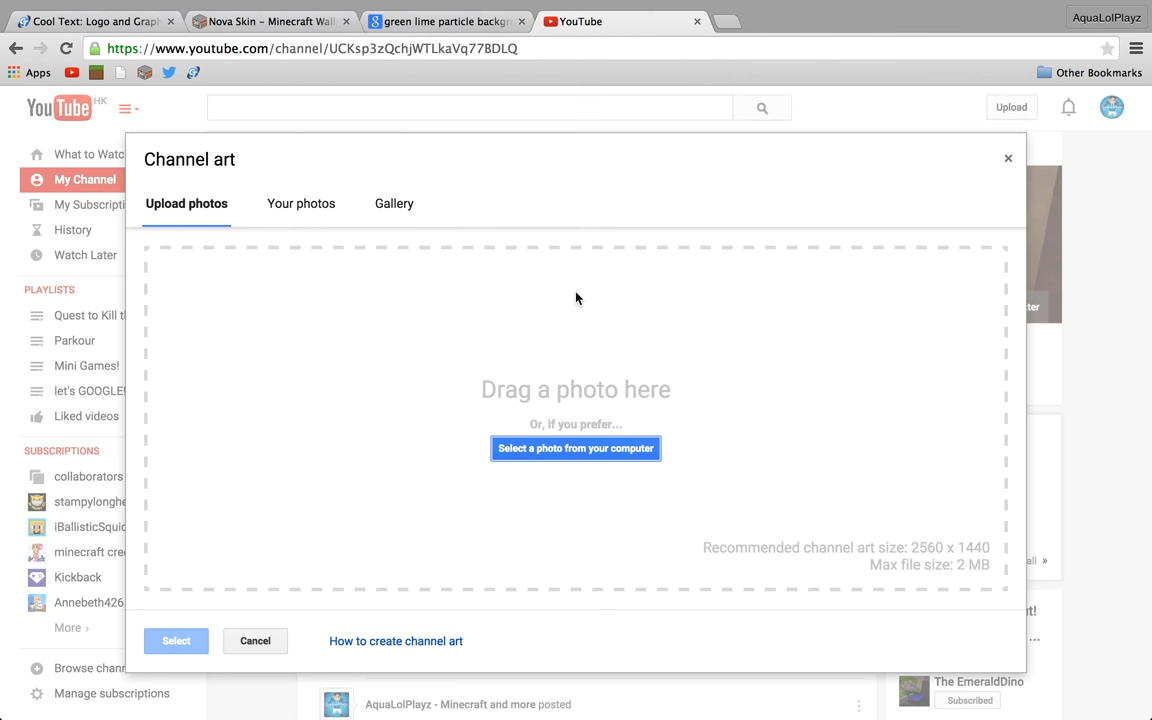 Cool Text: Logo and Graph
Nova Skin - Minecraft Wall
green lime particle backgr
YouTube
AquaLolPlayz
https://www.youtube.com/channel/UCKsp3zQchjWTLkaVq77BDLQ
Apps
Other Bookmarks
YouTube HK
Upload
What to Watc
My Channel
My Subscripti
History
Watch Later
PLAYLISTS
Quest to Kill t
Parkour
Mini Games!
let's GOOGLE!
Liked videos
SUBSCRIPTIONS
collaborators
stampylonghe
iBallisticSquid
minecraft cre
Kickback
Annebeth426
More ›
Browse chann
Manage subscriptions
Channel art
Upload photos
Your photos
Gallery
Drag a photo here
Or, if you prefer...
Select a photo from your computer
Recommended channel art size: 2560 x 1440
Max file size: 2 MB
Select
Cancel
How to create channel art
ter
all »
t!
The EmeraldDino
Subscribed
AquaLolPlayz - Minecraft and more posted